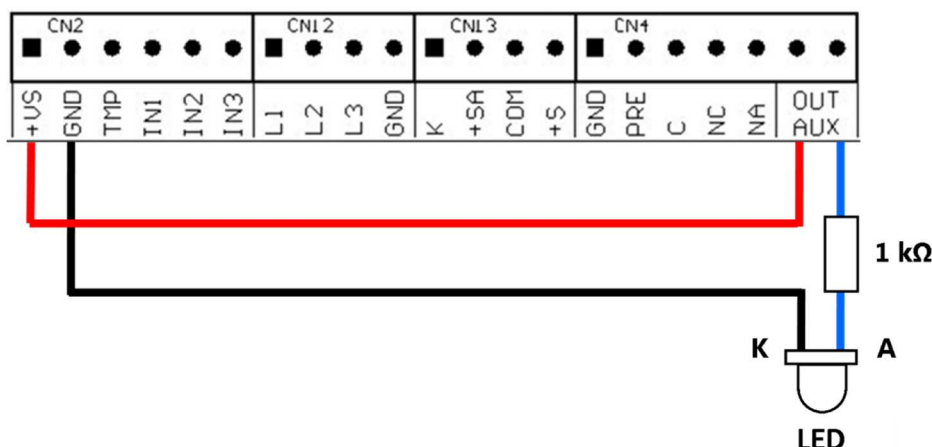 CN2 CN12 CN13 CN4
+VS GND TMP IN1 IN2 IN3 L1 L2 L3 GND K +SA COM +S GND PRE C NC NA OUT
AUX
1 kΩ
K A
LED